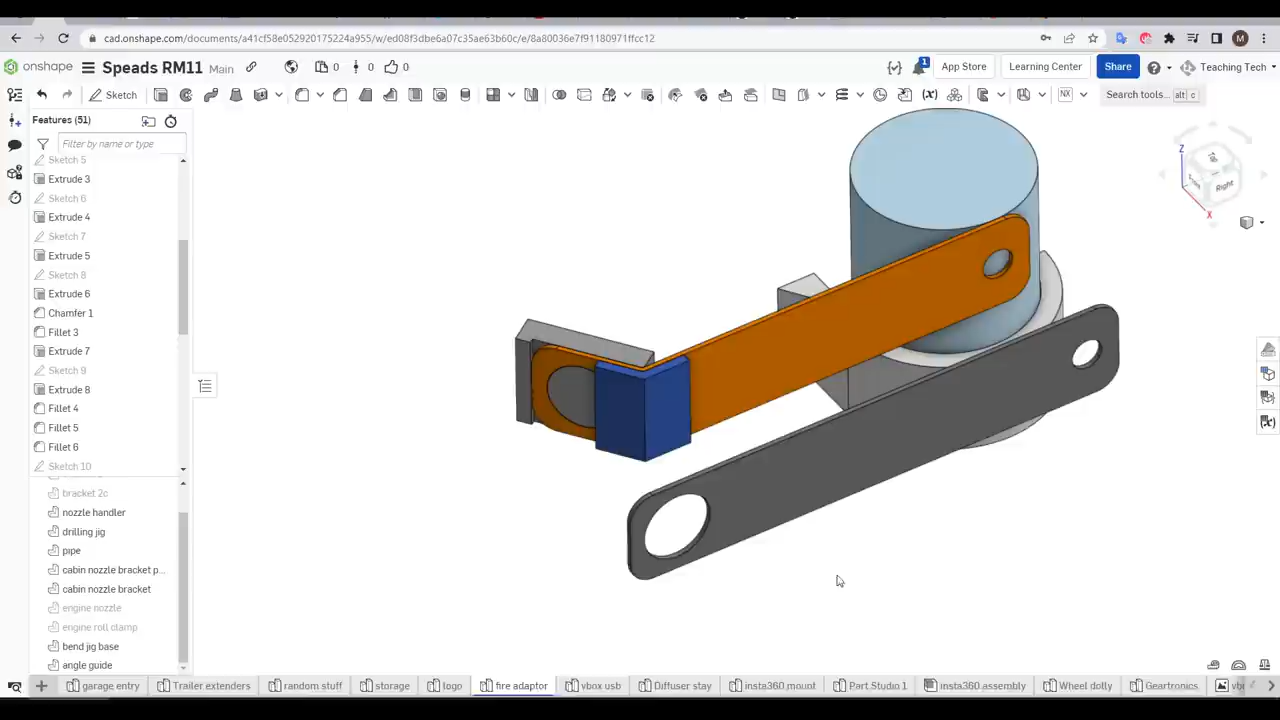 cad.onshape.com/documents/a41cf58e052920175224a955/w/ed08f3dbe6a07c35ae63b60c/e/8a80036e7f91180971ffcc12
M
onshape
Speads RM11 Main
0
0
0
1
App Store
Learning Center
Share
Teaching Tech
Sketch
NX
Search tools... alt c
Features (51)
Filter by name or type
Sketch 5
Extrude 3
Sketch 6
Extrude 4
Sketch 7
Extrude 5
Sketch 8
Extrude 6
Chamfer 1
Fillet 3
Extrude 7
Sketch 9
Extrude 8
Fillet 4
Fillet 5
Fillet 6
Sketch 10
bracket 2c
nozzle handler
drilling jig
pipe
cabin nozzle bracket p...
cabin nozzle bracket
engine nozzle
engine roll clamp
bend jig base
angle guide
Z
X
Right
garage entry
Trailer extenders
random stuff
storage
logo
fire adaptor
vbox usb
Diffuser stay
insta360 mount
Part Studio 1
insta360 assembly
Wheel dolly
Geartronics